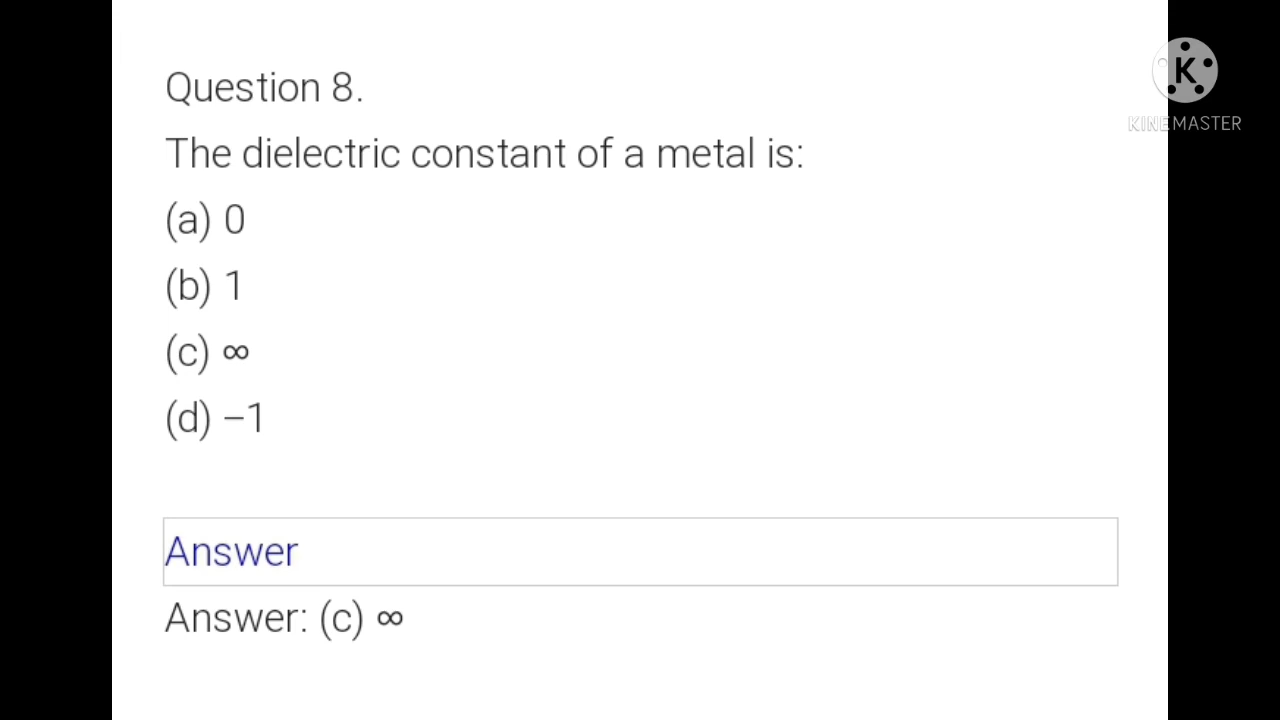 Question 8.
The dielectric constant of a metal is:
(a) 0
(b) 1
(c) ∞
(d) –1
Answer
Answer: (c) ∞
K
KINEMASTER